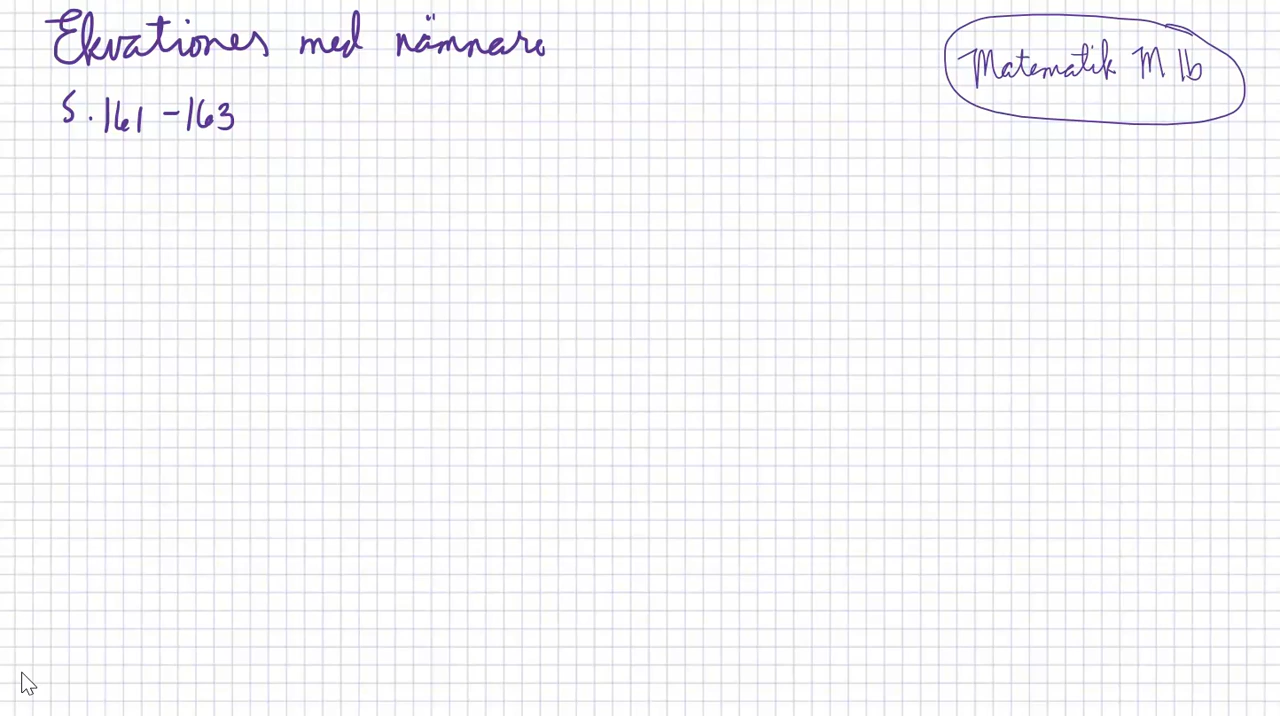 Ekvationer med nämnare
Matematik M 1b
S. 161 - 163